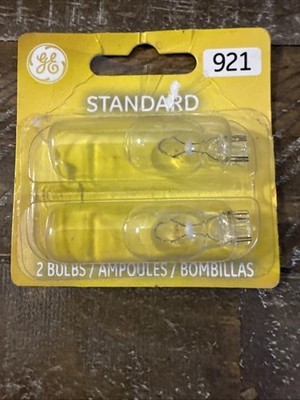 GE
921
STANDARD
2 BULBS / AMPOULES / BOMBILLAS